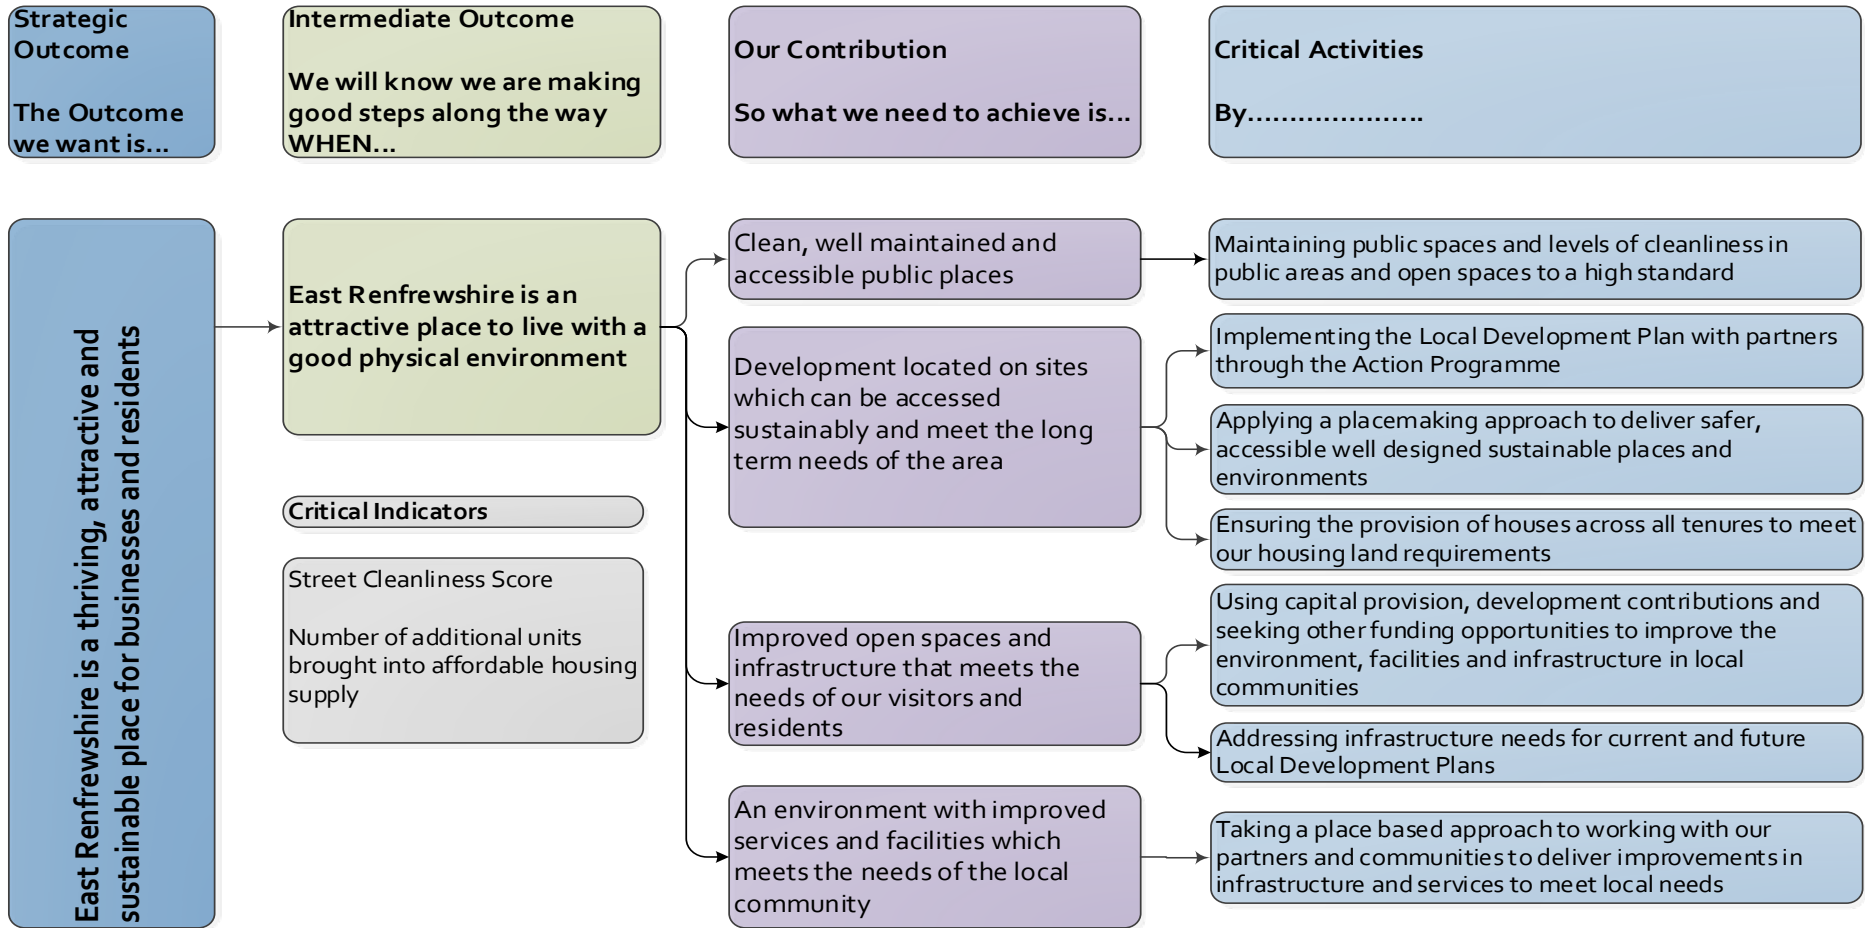 Strategic
Outcome
The Outcome
we want is...
Intermediate Outcome
We will know we are making
good steps along the way
WHEN...
Our Contribution
So what we need to achieve is...
Critical Activities
By.....................
East Renfrewshire is a thriving, attractive and
sustainable place for businesses and residents
East Renfrewshire is an
attractive place to live with a
good physical environment
Critical Indicators
Street Cleanliness Score
Number of additional units
brought into affordable housing
supply
Clean, well maintained and
accessible public places
Development located on sites
which can be accessed
sustainably and meet the long
term needs of the area
Improved open spaces and
infrastructure that meets the
needs of our visitors and
residents
An environment with improved
services and facilities which
meets the needs of the local
community
Maintaining public spaces and levels of cleanliness in
public areas and open spaces to a high standard
Implementing the Local Development Plan with partners
through the Action Programme
Applying a placemaking approach to deliver safer,
accessible well designed sustainable places and
environments
Ensuring the provision of houses across all tenures to meet
our housing land requirements
Using capital provision, development contributions and
seeking other funding opportunities to improve the
environment, facilities and infrastructure in local
communities
Addressing infrastructure needs for current and future
Local Development Plans
Taking a place based approach to working with our
partners and communities to deliver improvements in
infrastructure and services to meet local needs